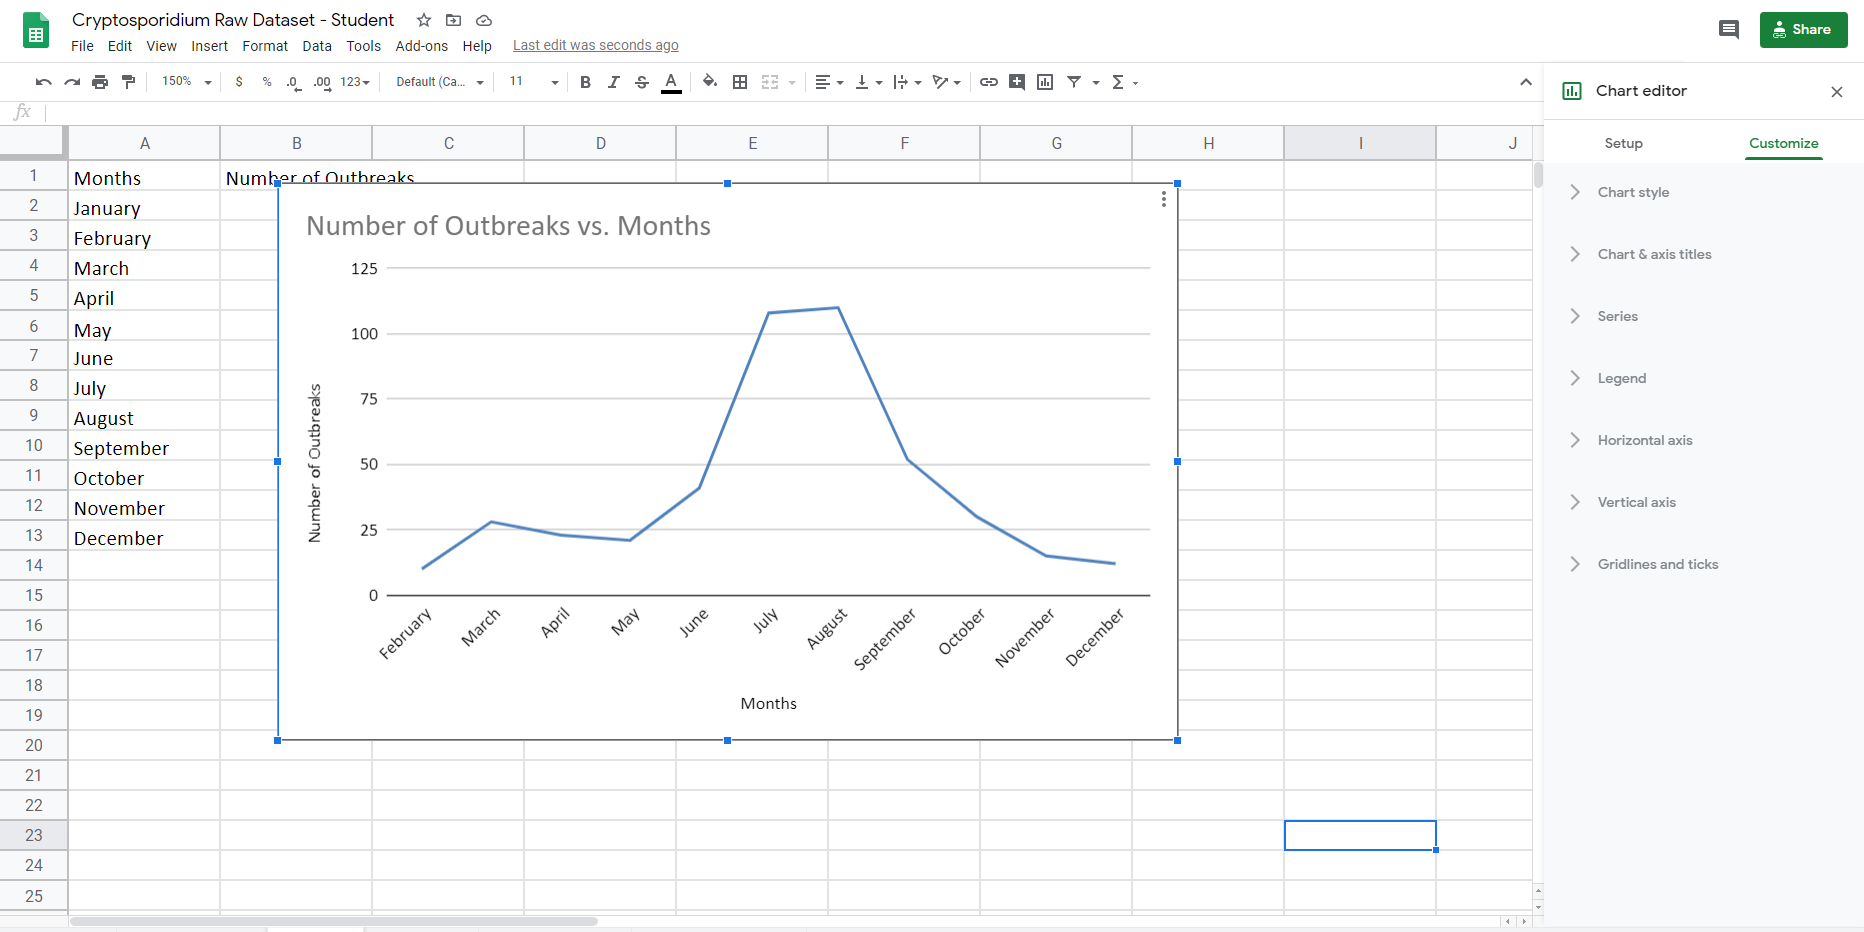 Cryptosporidium Raw Dataset - Student
File Edit View Insert Format Data Tools Add-ons Help Last edit was seconds ago
Share
150% $ % .0 .00 123 Default (Ca... 11 B I S A Σ
Chart editor
fx
Setup Customize
A B C D E F G H I J
1 Months Number of Outbreaks
2 January
3 February
4 March
5 April
6 May
7 June
8 July
9 August
10 September
11 October
12 November
13 December
14
15
16
17
18
19
20
21
22
23
24
25
Number of Outbreaks vs. Months
125
100
75
50
25
0
Number of Outbreaks
February March April May June July August September October November December
Months
Chart style
Chart & axis titles
Series
Legend
Horizontal axis
Vertical axis
Gridlines and ticks